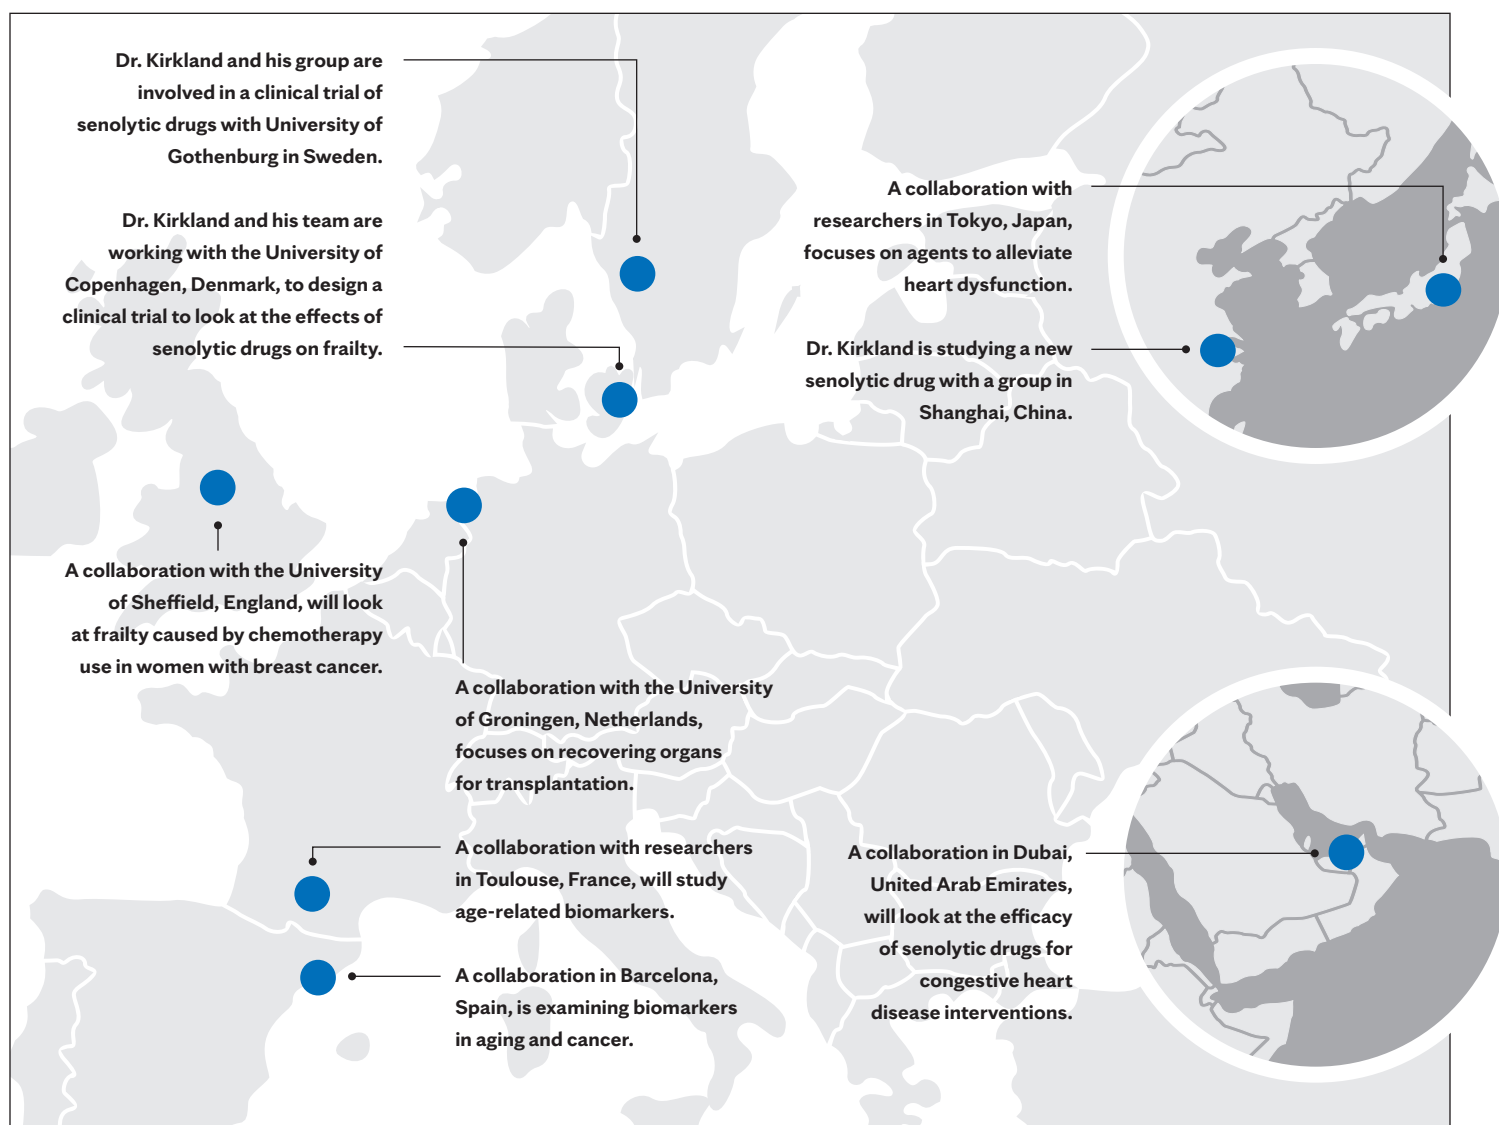 Dr. Kirkland and his group are
involved in a clinical trial of
senolytic drugs with University of
Gothenburg in Sweden.
Dr. Kirkland and his team are
working with the University of
Copenhagen, Denmark, to design a
clinical trial to look at the effects of
senolytic drugs on frailty.
A collaboration with the University
of Sheffield, England, will look
at frailty caused by chemotherapy
use in women with breast cancer.
A collaboration with the University
of Groningen, Netherlands,
focuses on recovering organs
for transplantation.
A collaboration with researchers
in Toulouse, France, will study
age-related biomarkers.
A collaboration in Barcelona,
Spain, is examining biomarkers
in aging and cancer.
A collaboration with
researchers in Tokyo, Japan,
focuses on agents to alleviate
heart dysfunction.
Dr. Kirkland is studying a new
senolytic drug with a group in
Shanghai, China.
A collaboration in Dubai,
United Arab Emirates,
will look at the efficacy
of senolytic drugs for
congestive heart
disease interventions.